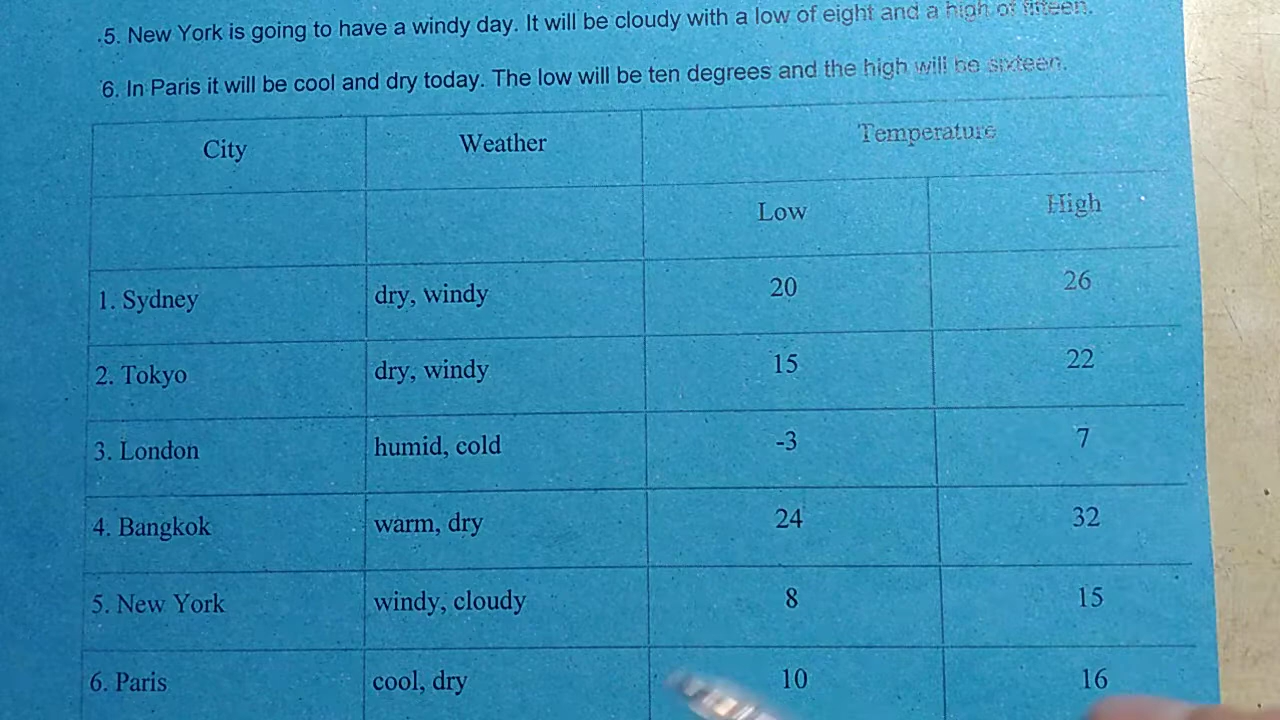 .5. New York is going to have a windy day. It will be cloudy with a low of eight and a high of fifteen.
6. In Paris it will be cool and dry today. The low will be ten degrees and the high will be sixteen.
City Weather Temperature
Low High
1. Sydney dry, windy 20 26
2. Tokyo dry, windy 15 22
3. London humid, cold -3 7
4. Bangkok warm, dry 24 32
5. New York windy, cloudy 8 15
6. Paris cool, dry 10 16